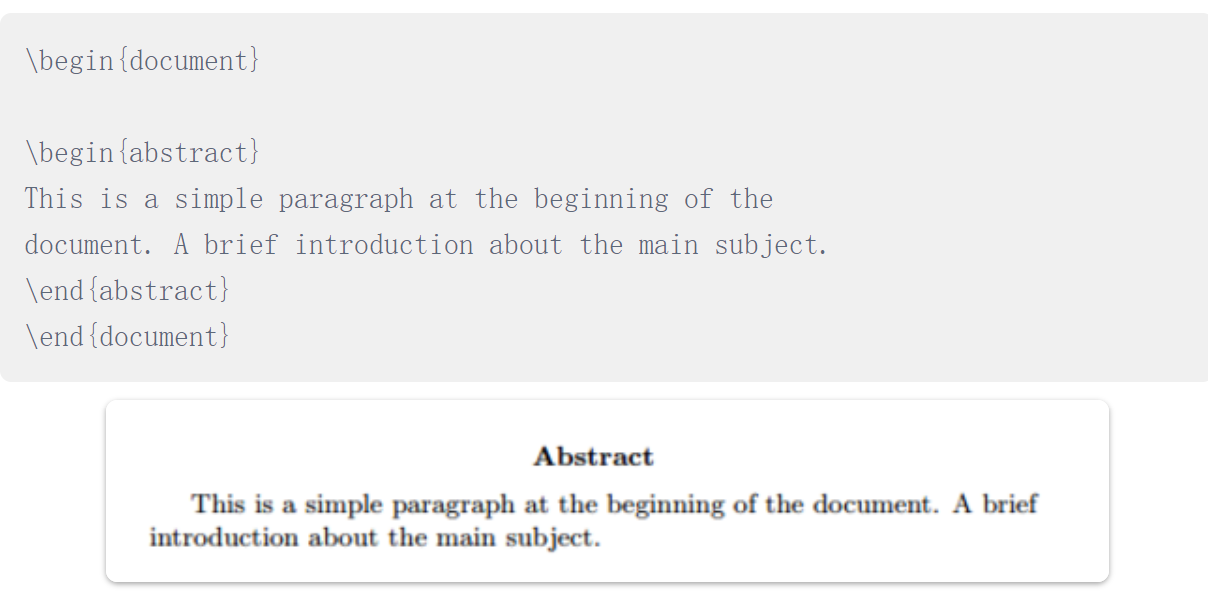 \begin{document}
\begin{abstract}
This is a simple paragraph at the beginning of the
document. A brief introduction about the main subject.
\end{abstract}
\end{document}
Abstract
This is a simple paragraph at the beginning of the document. A brief
introduction about the main subject.